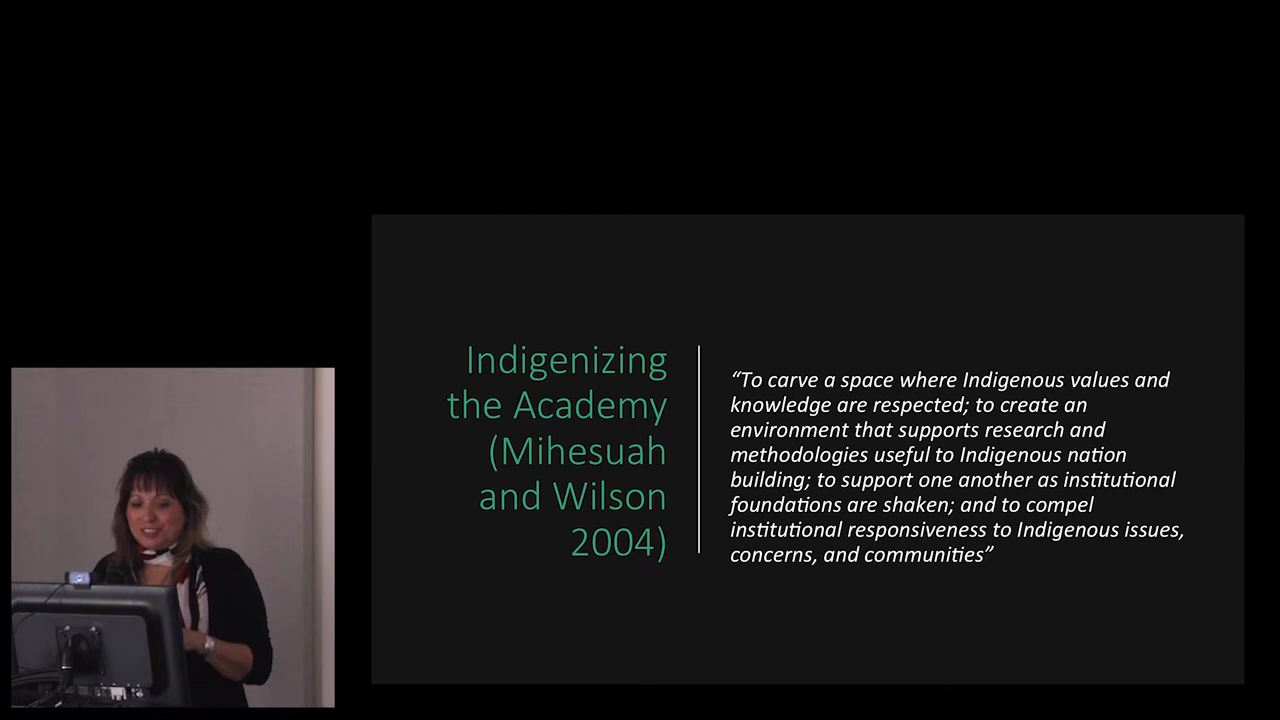 Indigenizing
the Academy
(Mihesuah
and Wilson
2004)
“To carve a space where Indigenous values and
knowledge are respected; to create an
environment that supports research and
methodologies useful to Indigenous nation
building; to support one another as institutional
foundations are shaken; and to compel
institutional responsiveness to Indigenous issues,
concerns, and communities”